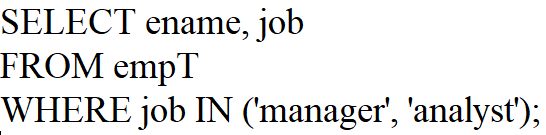 SELECT ename, job
FROM empT
WHERE job IN ('manager', 'analyst');